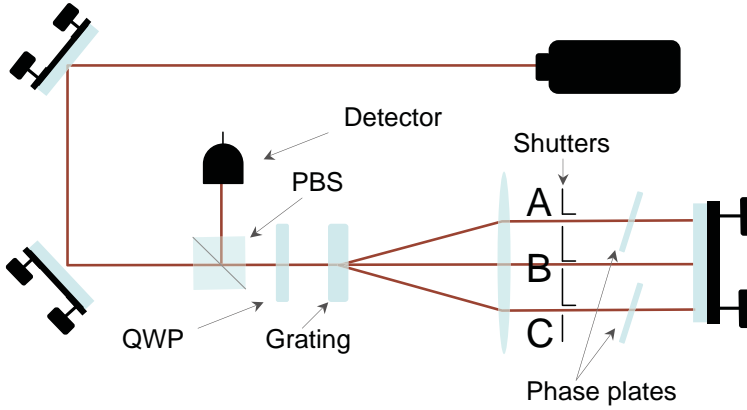 Detector
Shutters
PBS
A
B
QWP
Grating
C
Phase plates